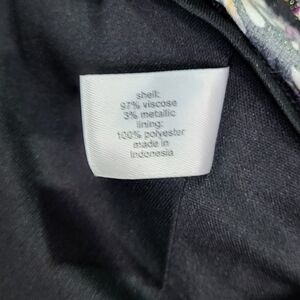 shell:
97% viscose
3% metallic
lining:
100% polyester
made in
Indonesia